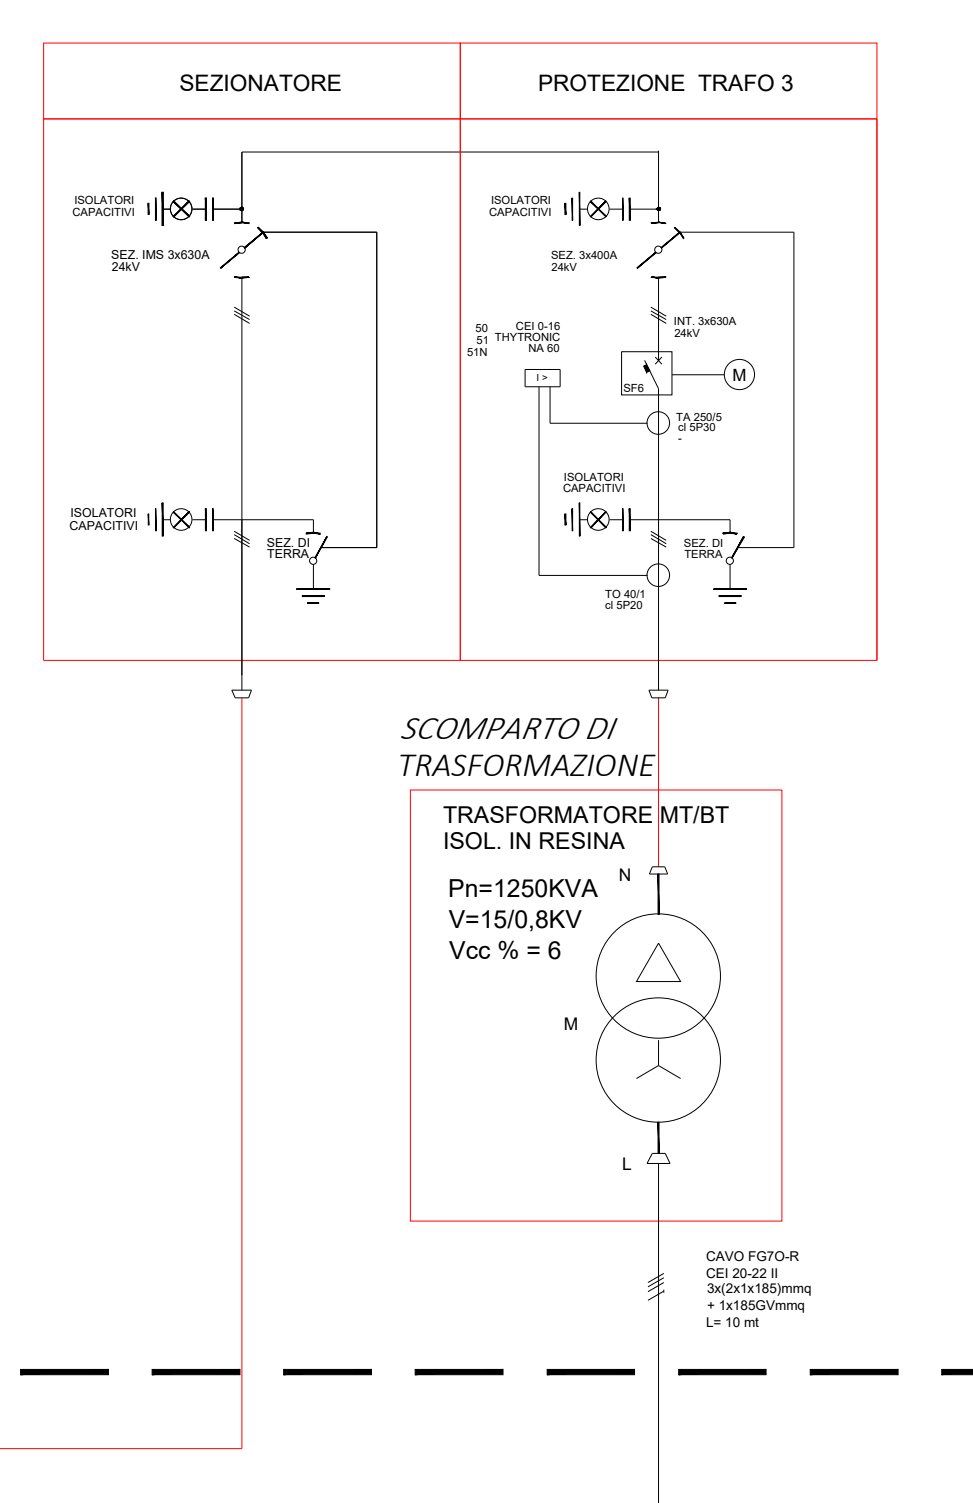 SEZIONATORE
PROTEZIONE TRAFO 3
ISOLATORI
CAPACITIVI
SEZ. IMS 3x630A
24kV
ISOLATORI
CAPACITIVI
SEZ. DI
TERRA
ISOLATORI
CAPACITIVI
SEZ. 3x400A
24kV
INT. 3x630A
24kV
50
51
51N
CEI 0-16
THYTRONIC
NA 60
I >
SF6
M
TA 250/5
cl 5P30
-
ISOLATORI
CAPACITIVI
SEZ. DI
TERRA
TO 40/1
cl 5P20
SCOMPARTO DI
TRASFORMAZIONE
TRASFORMATORE MT/BT
ISOL. IN RESINA
N
Pn=1250KVA
V=15/0,8KV
Vcc % = 6
M
L
CAVO FG7O-R
CEI 20-22 II
3x(2x1x185)mmq
+ 1x185GVmmq
L= 10 mt